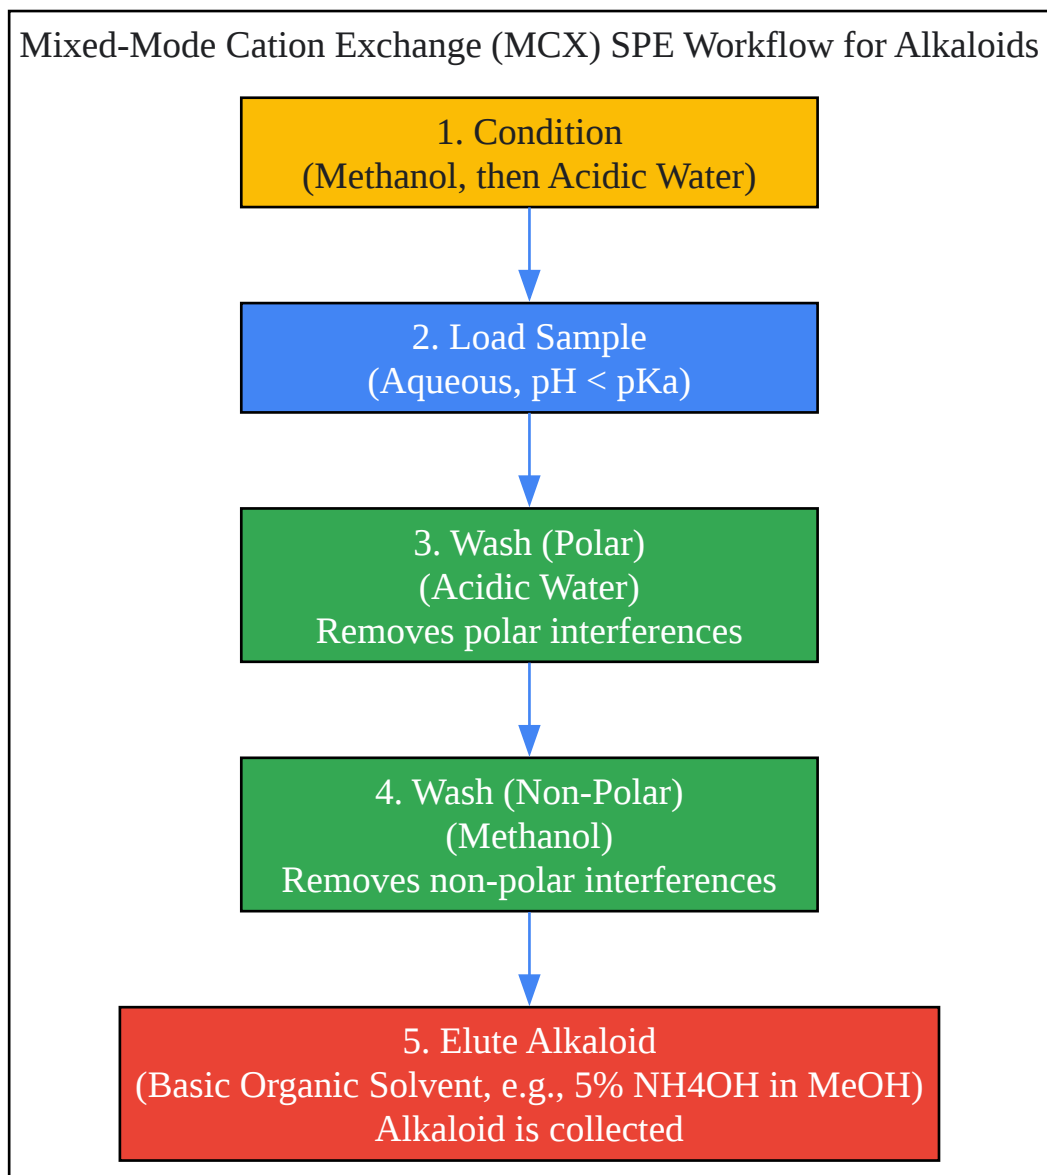 Mixed-Mode Cation Exchange (MCX) SPE Workflow for Alkaloids
1. Condition
(Methanol, then Acidic Water)
2. Load Sample
(Aqueous, pH < pKa)
3. Wash (Polar)
(Acidic Water)
Removes polar interferences
4. Wash (Non-Polar)
(Methanol)
Removes non-polar interferences
5. Elute Alkaloid
(Basic Organic Solvent, e.g., 5% NH4OH in MeOH)
Alkaloid is collected